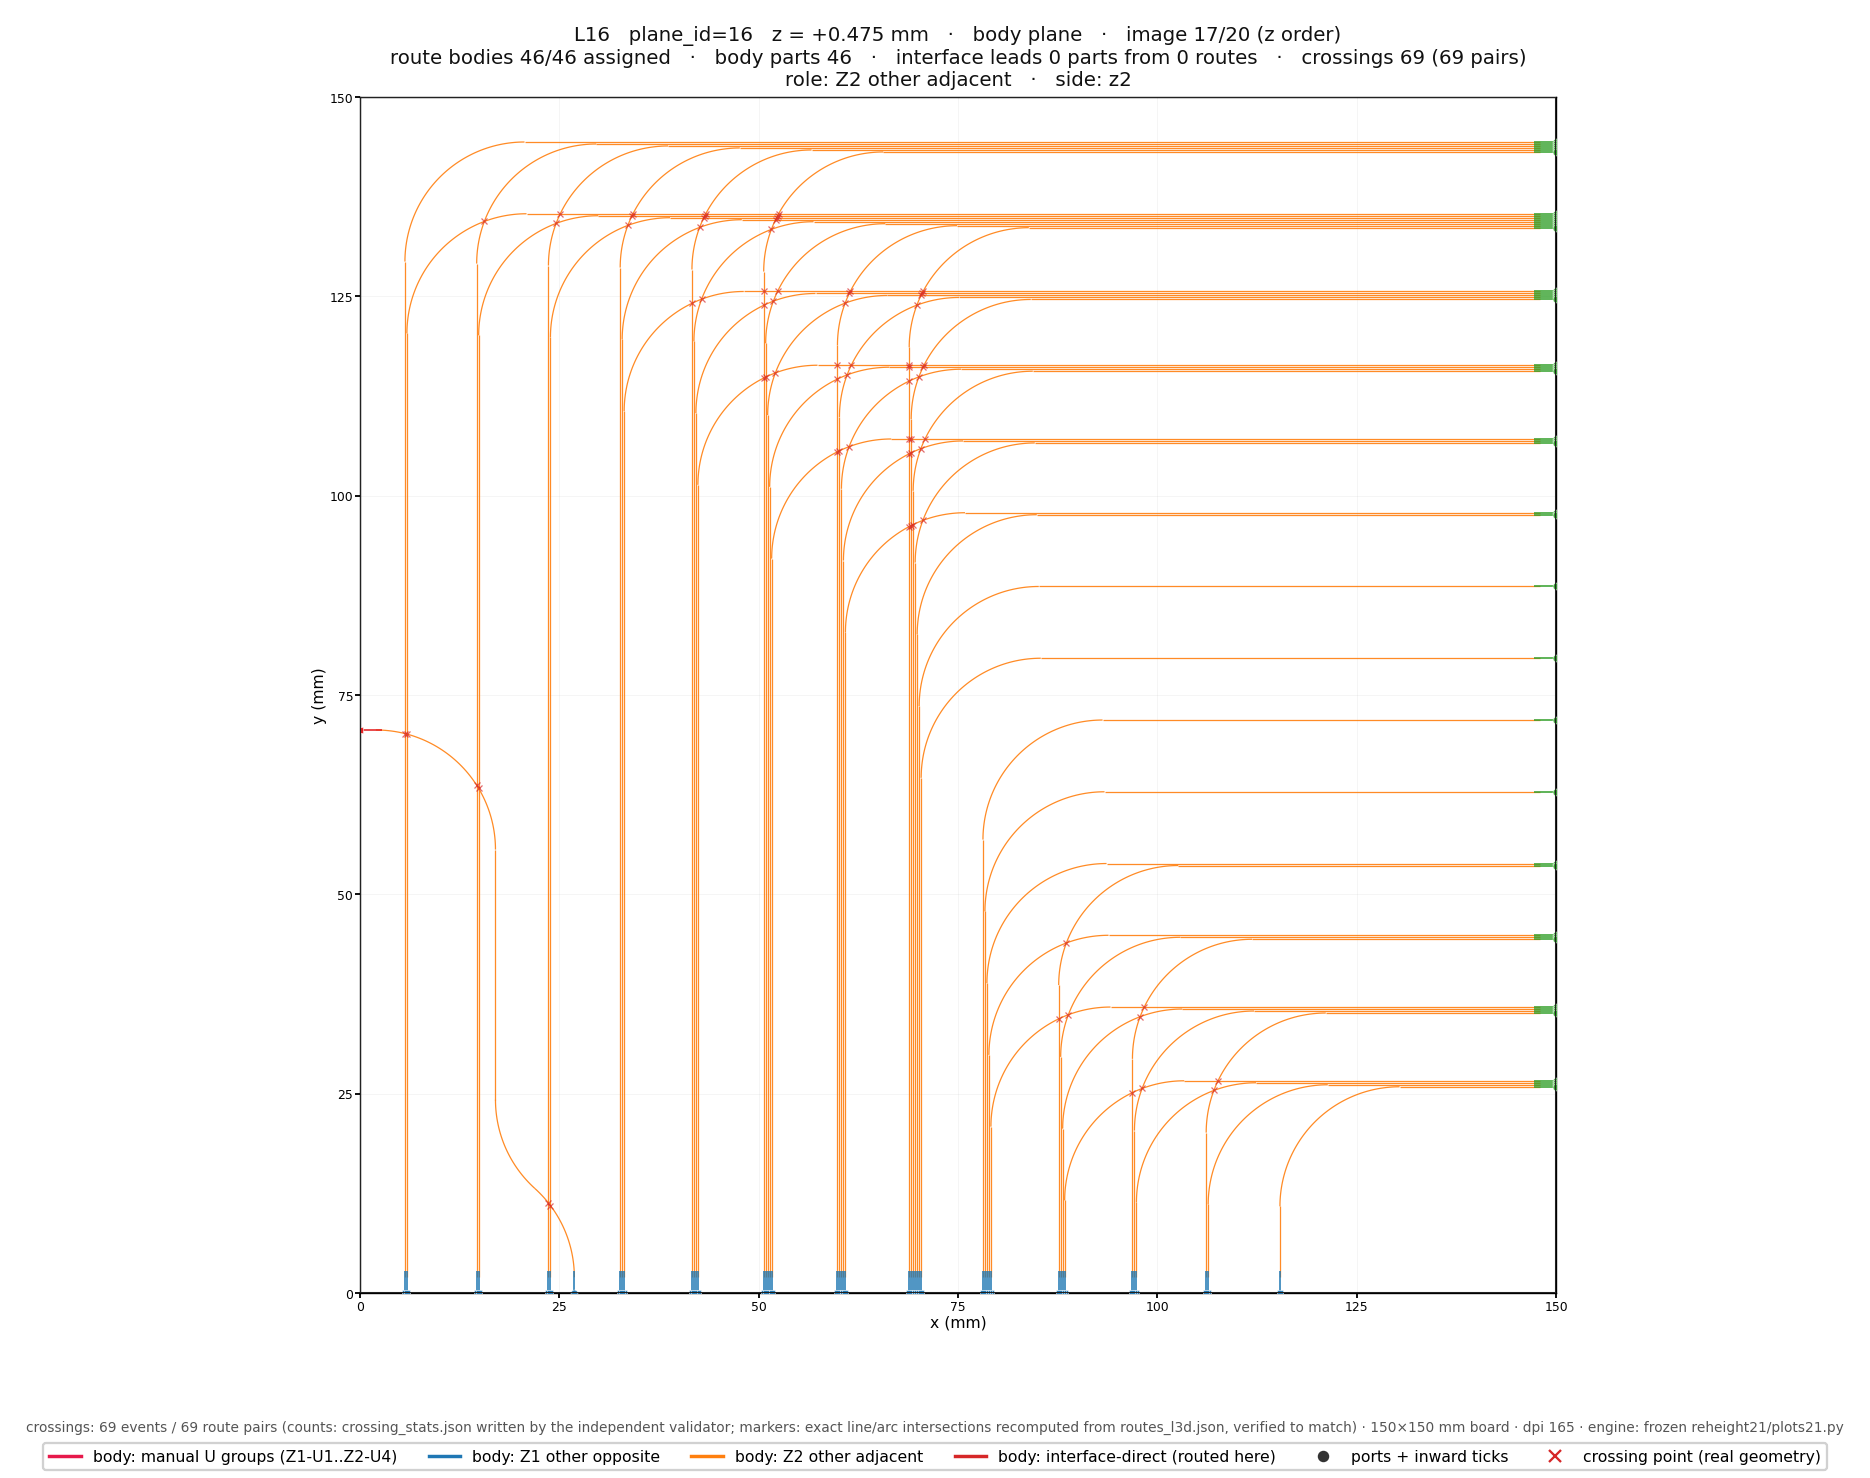 L16   plane_id=16   z = +0.475 mm   ·   body plane   ·   image 17/20 (z order)
route bodies 46/46 assigned   ·   body parts 46   ·   interface leads 0 parts from 0 routes   ·   crossings 69 (69 pairs)
role: Z2 other adjacent   ·   side: z2
150
125
100
75
50
25
0
y (mm)
0 25 50 75 100 125 150
x (mm)
crossings: 69 events / 69 route pairs (counts: crossing_stats.json written by the independent validator; markers: exact line/arc intersections recomputed from routes_l3d.json, verified to match) · 150×150 mm board · dpi 165 · engine: frozen reheight21/plots21.py
body: manual U groups (Z1-U1..Z2-U4) body: Z1 other opposite body: Z2 other adjacent body: interface-direct (routed here) ports + inward ticks crossing point (real geometry)